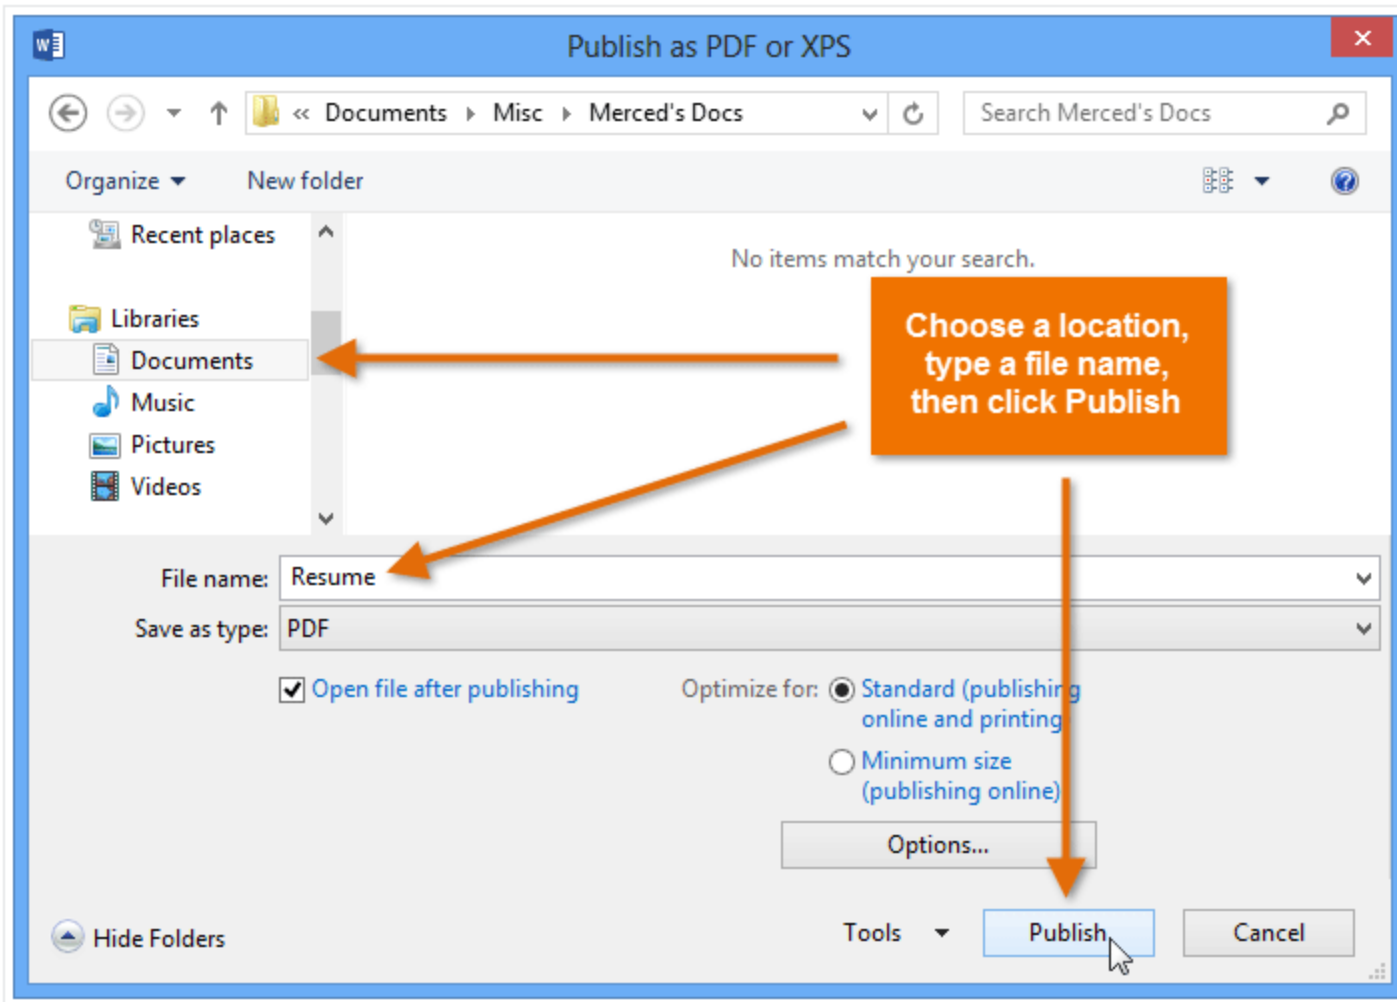 Publish as PDF or XPS
« Documents Misc Merced's Docs
Search Merced's Docs
Organize
New folder
Recent places
No items match your search.
Libraries
Documents
Music
Pictures
Videos
Choose a location,
type a file name,
then click Publish
File name: Resume
Save as type: PDF
Open file after publishing
Optimize for: Standard (publishing
online and printing)
Minimum size
(publishing online)
Options...
Hide Folders
Tools
Publish
Cancel